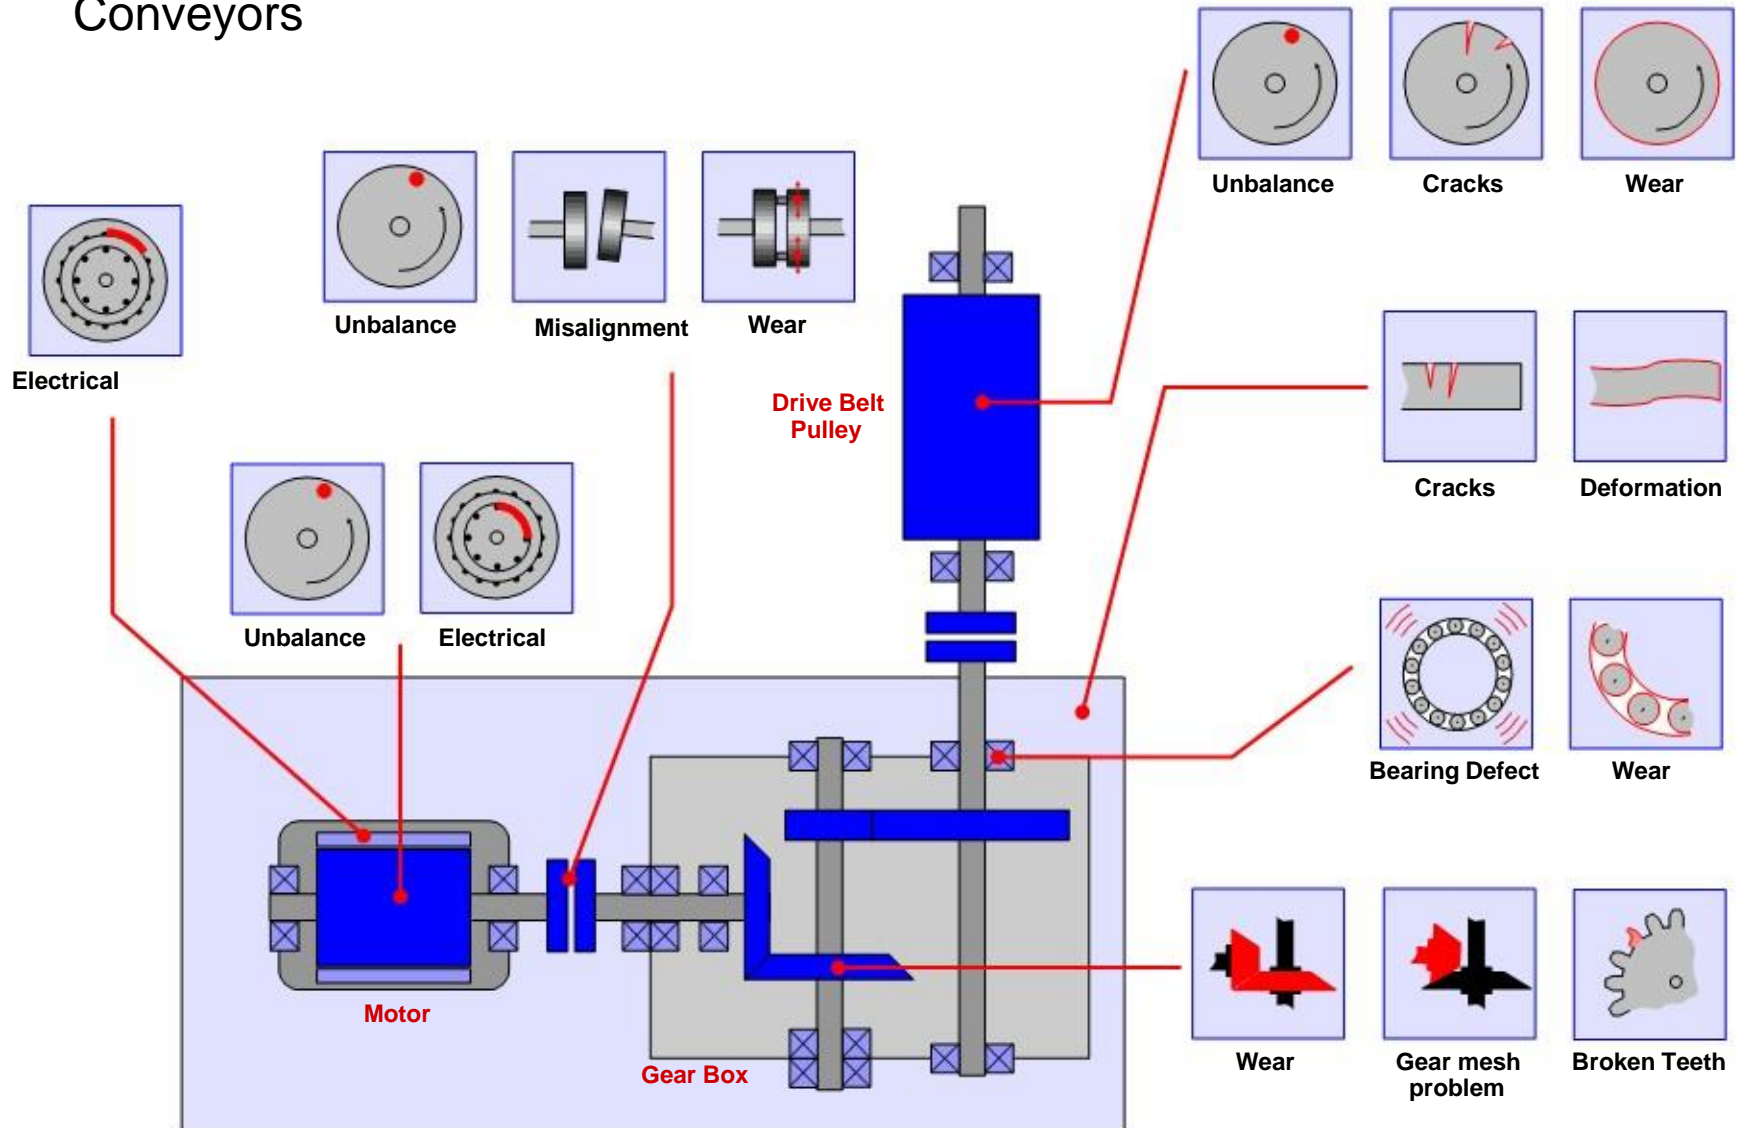 Conveyors
Unbalance
Cracks
Wear
Unbalance
Misalignment
Wear
Electrical
Drive Belt
Pulley
Cracks
Deformation
Unbalance
Electrical
Bearing Defect
Wear
Motor
Gear Box
Wear
Gear mesh
problem
Broken Teeth